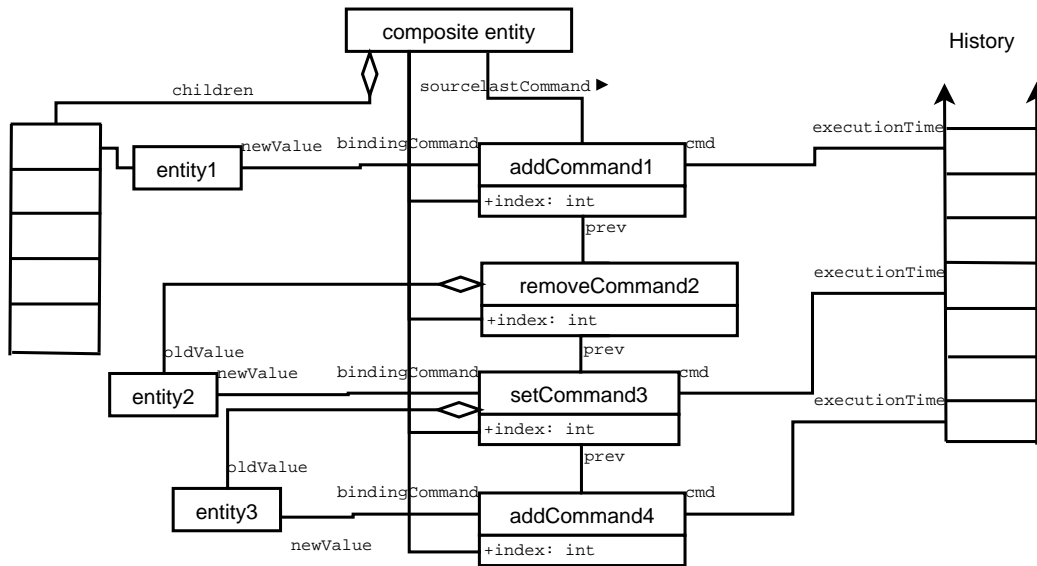 composite entity
History
children
sourcelastCommand ►
executionTime
newValue
bindingCommand
cmd
entity1
addCommand1
+index: int
prev
removeCommand2
executionTime
+index: int
prev
oldValue
newValue
bindingCommand
cmd
entity2
setCommand3
executionTime
+index: int
prev
oldValue
bindingCommand
cmd
entity3
addCommand4
newValue
+index: int